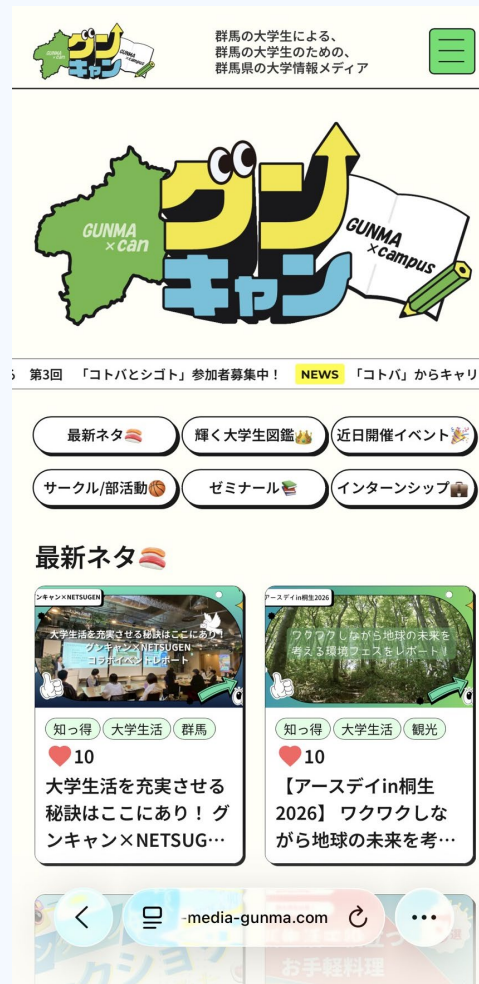 グンキャン
群馬の大学生による、
群馬の大学生のための、
群馬県の大学情報メディア
GUNMA
×can
グン
キャン
GUNMA
×campus
第3回 「コトバとシゴト」参加者募集中！ NEWS 「コトバ」からキャリ
最新ネタ🍣 輝く大学生図鑑👑 近日開催イベント🎉
サークル/部活動🏀 ゼミナール📚 インターンシップ💼
最新ネタ🍣
ンキャン×NETSUGEN
大学生活を充実させる秘訣はここにあり！
グンキャン×NETSUGEN
コラボイベントレポート
知っ得 大学生活 群馬
10
大学生活を充実させる
秘訣はここにあり！ グ
ンキャン×NETSUG…
アースデイin桐生2026
ワクワクしながら地球の未来を
考える環境フェスをレポート！
知っ得 大学生活 観光
10
【アースデイin桐生
2026】 ワクワクしな
がら地球の未来を考…
-media-gunma.com
お手軽料理